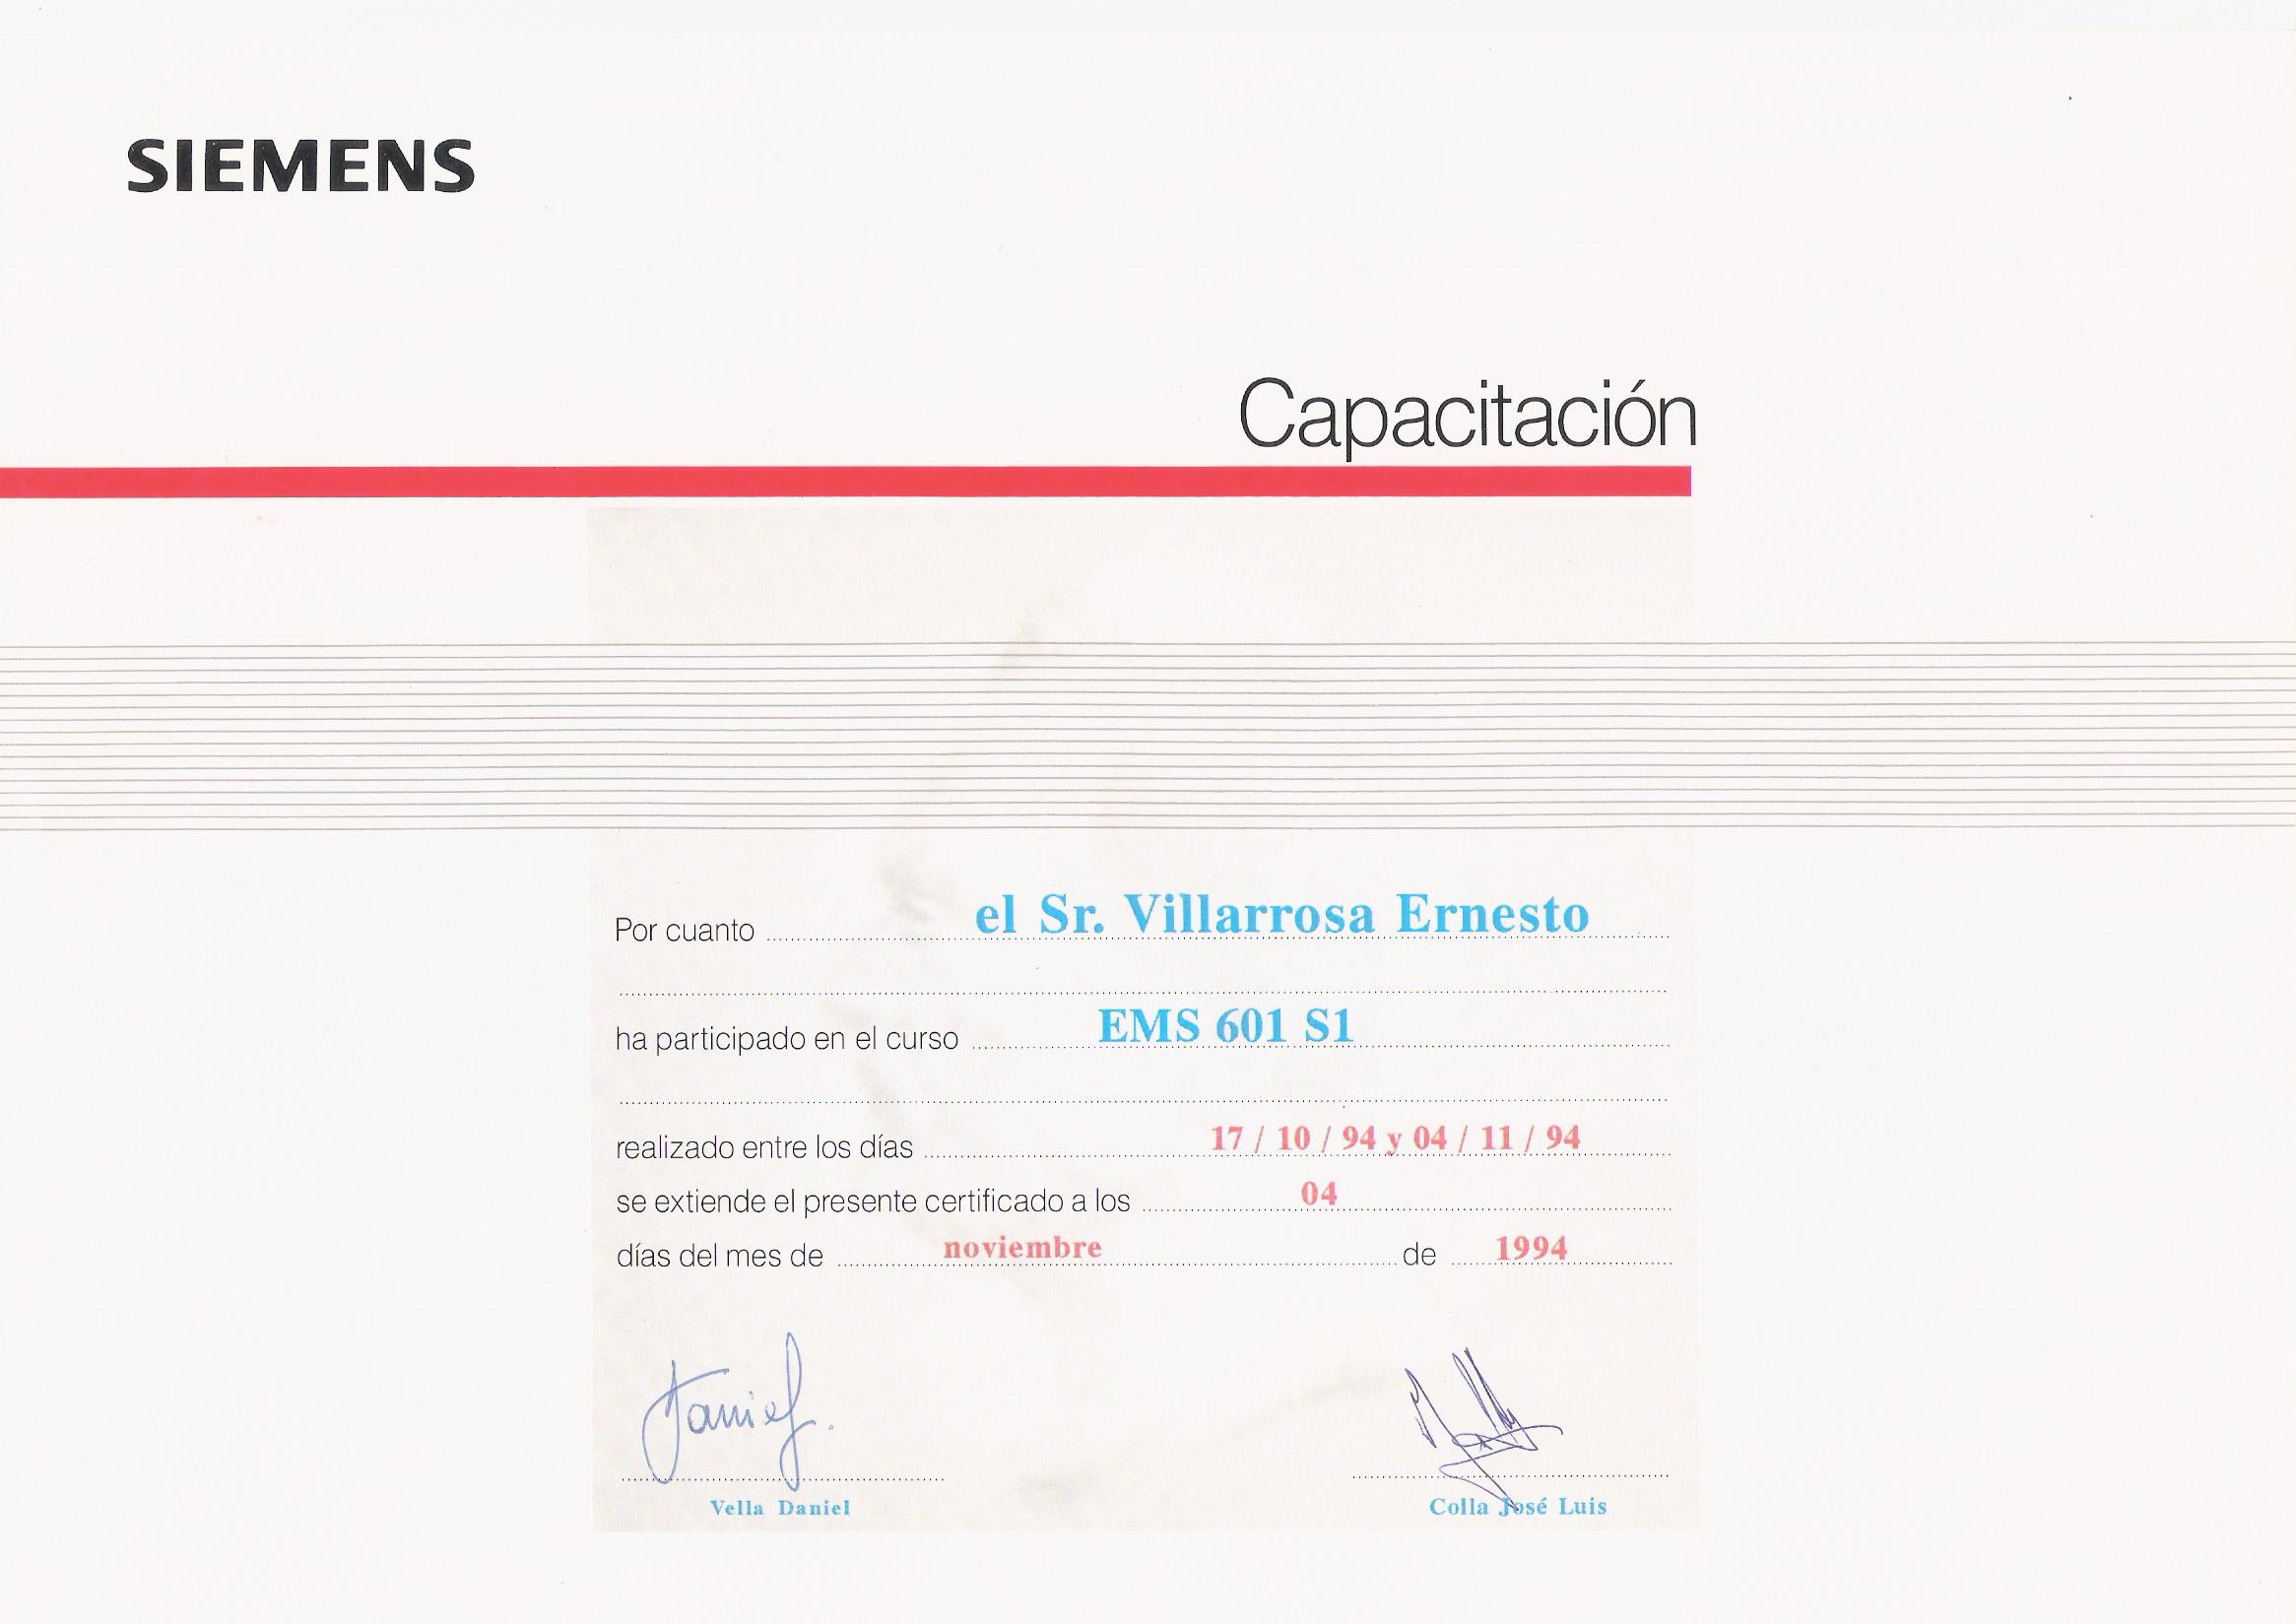 SIEMENS
Capacitación
Por cuanto el Sr. Villarrosa Ernesto
ha participado en el curso EMS 601 S1
realizado entre los días 17 / 10 / 94 y 04 / 11 / 94
se extiende el presente certificado a los 04
días del mes de noviembre de 1994
Daniel.
Vella Daniel
Colla José Luis